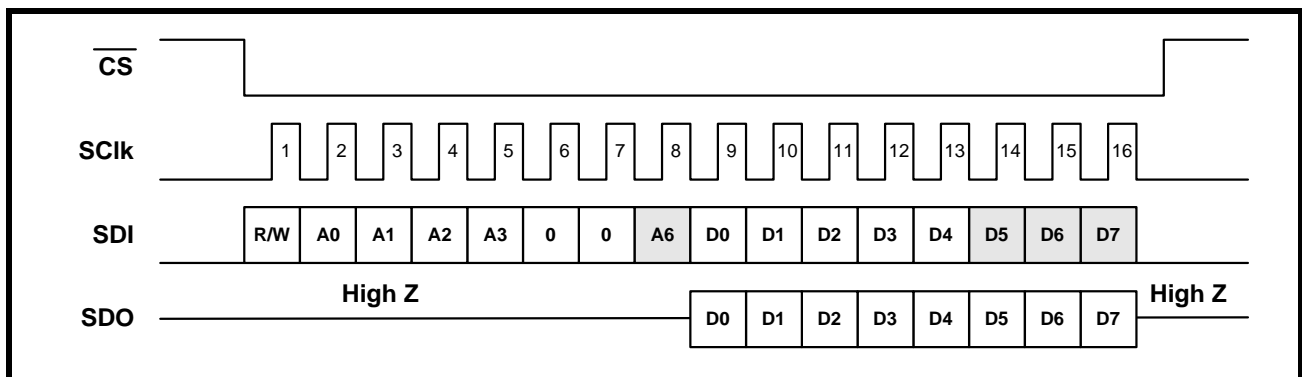 CS
SClk 1 2 3 4 5 6 7 8 9 10 11 12 13 14 15 16
SDI R/W A0 A1 A2 A3 0 0 A6 D0 D1 D2 D3 D4 D5 D6 D7
High Z High Z
SDO D0 D1 D2 D3 D4 D5 D6 D7